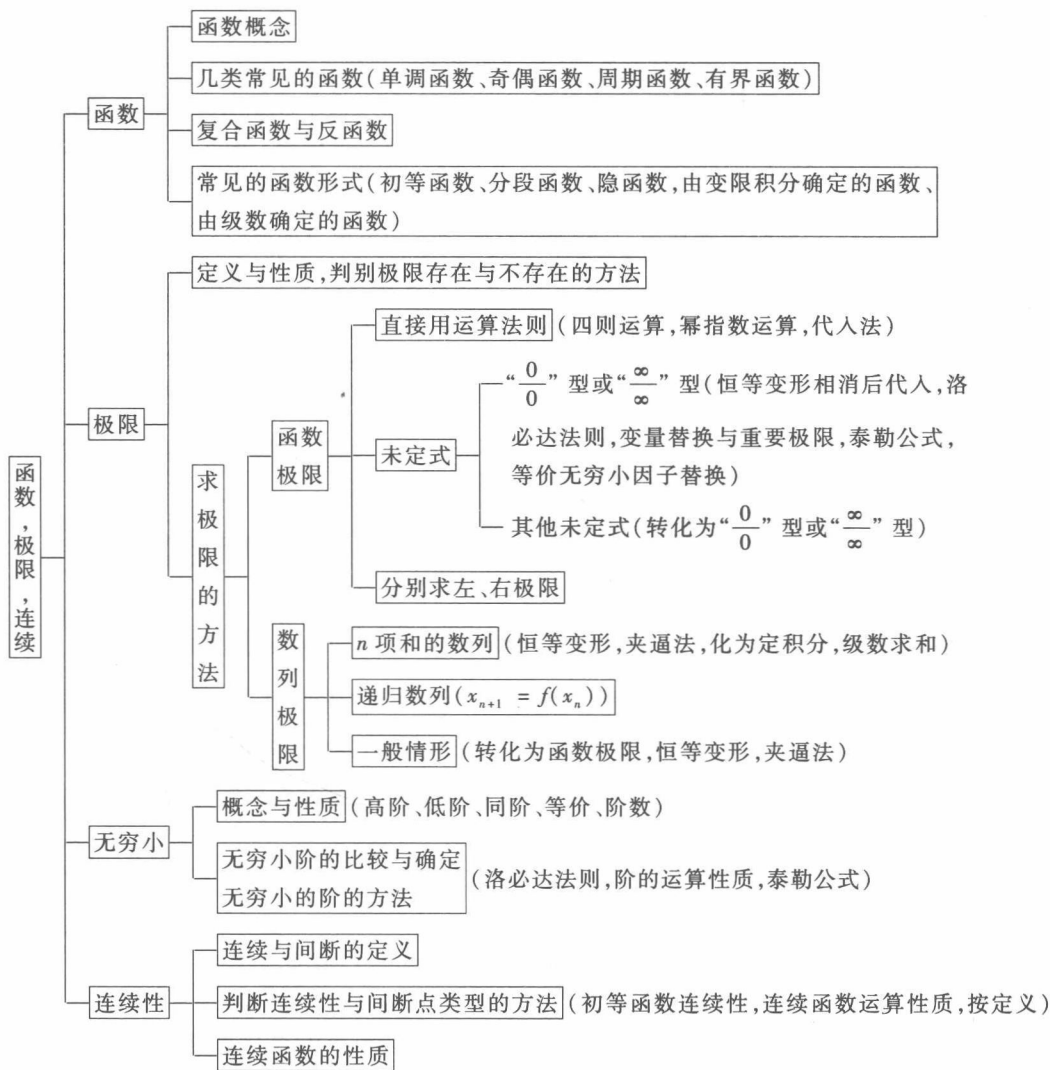 函数,极限,连续
函数
函数概念
几类常见的函数(单调函数、奇偶函数、周期函数、有界函数)
复合函数与反函数
常见的函数形式(初等函数、分段函数、隐函数,由变限积分确定的函数、
由级数确定的函数)
极限
定义与性质,判别极限存在与不存在的方法
求极限的方法
函数
极限
直接用运算法则(四则运算,幂指数运算,代入法)
未定式
“0/0”型或“∞/∞”型(恒等变形相消后代入,洛
必达法则,变量替换与重要极限,泰勒公式,
等价无穷小因子替换)
其他未定式(转化为“0/0”型或“∞/∞”型)
分别求左、右极限
数列极限
n 项和的数列(恒等变形,夹逼法,化为定积分,级数求和)
递归数列(xₙ₊₁ = f(xₙ))
一般情形(转化为函数极限,恒等变形,夹逼法)
无穷小
概念与性质(高阶、低阶、同阶、等价、阶数)
无穷小阶的比较与确定
无穷小的阶的方法
(洛必达法则,阶的运算性质,泰勒公式)
连续性
连续与间断的定义
判断连续性与间断点类型的方法(初等函数连续性,连续函数运算性质,按定义)
连续函数的性质